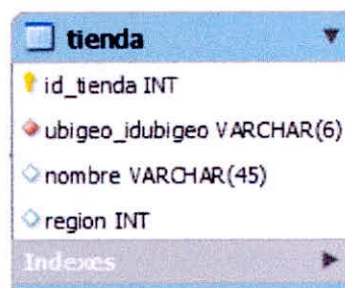 tienda
id_tienda INT
ubigeo_idubigeo VARCHAR(6)
nombre VARCHAR(45)
region INT
Indexes